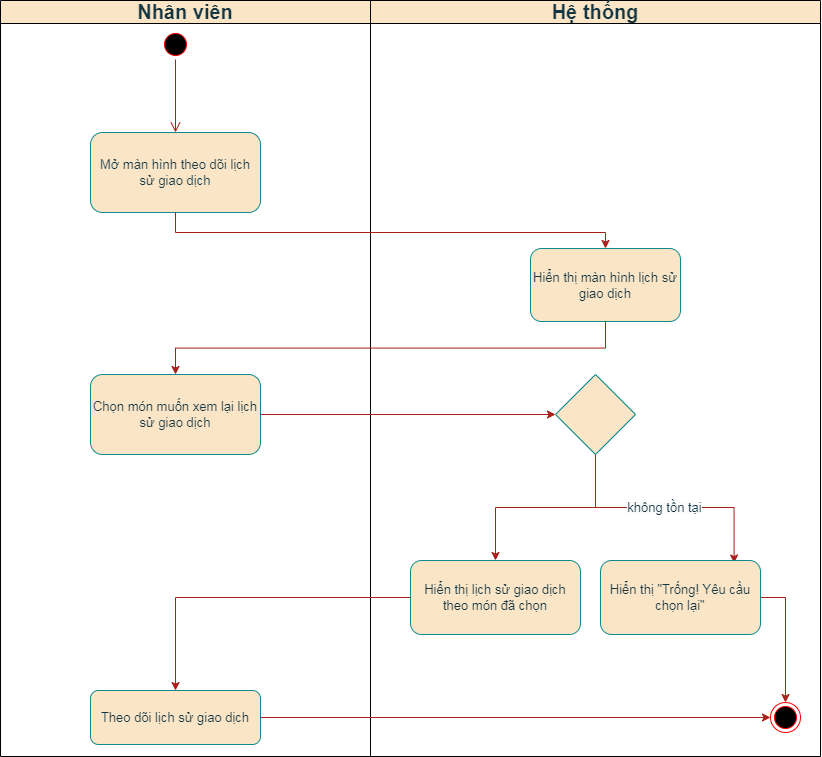 Nhân viên
Hệ thống
Mở màn hình theo dõi lịch
sử giao dịch
Hiển thị màn hình lịch sử
giao dịch
Chọn món muốn xem lại lịch
sử giao dịch
không tồn tại
Hiển thị lịch sử giao dịch
theo món đã chọn
Hiển thị "Trống! Yêu cầu
chọn lại"
Theo dõi lịch sử giao dịch